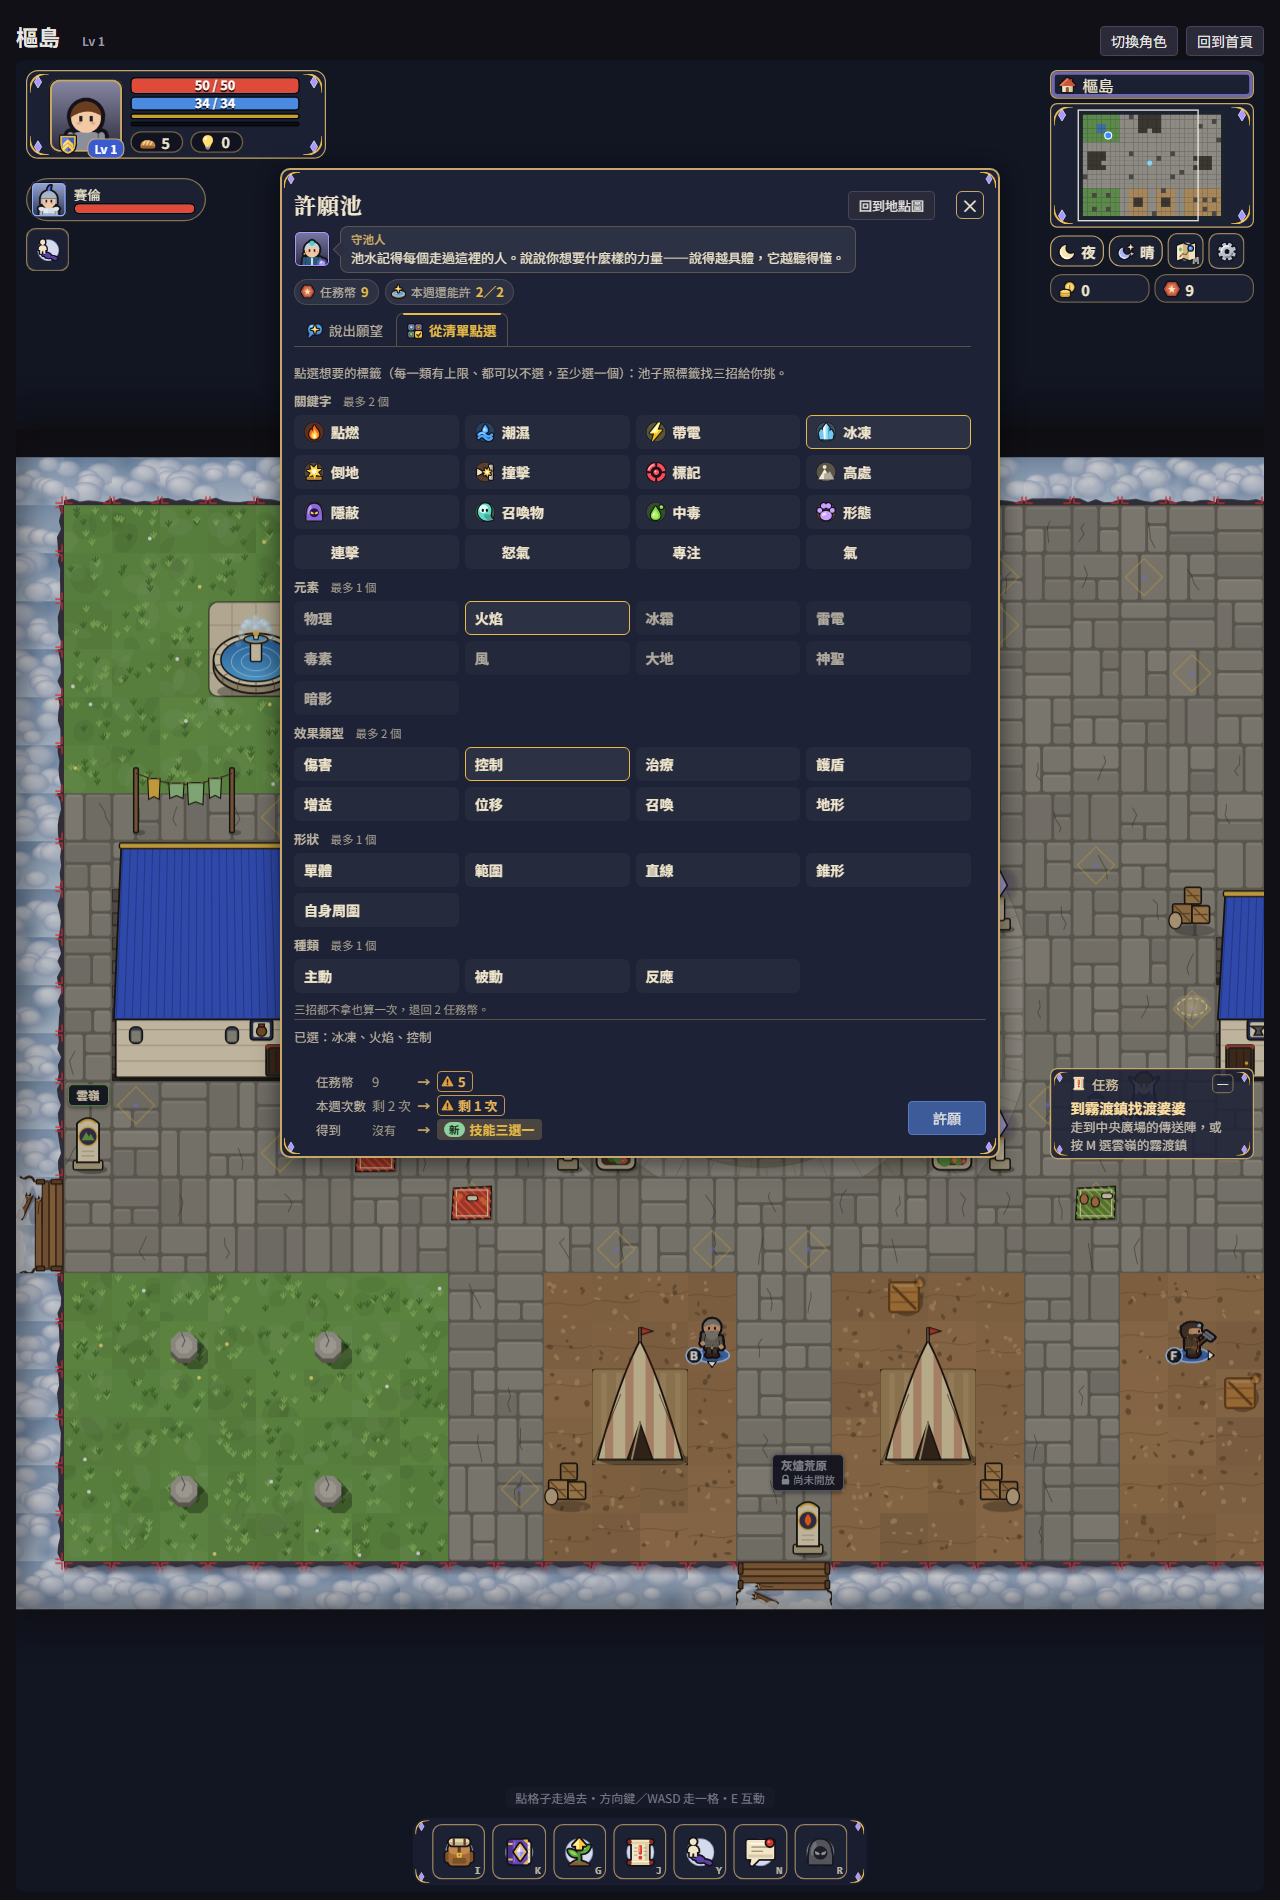 樞島 Lv 1
切換角色 回到首頁
50 / 50
34 / 34
5 0
Lv 1
賽倫
樞島
夜 晴 M
0 9
許願池
回到地點圖
守池人
池水記得每個走過這裡的人。說說你想要什麼樣的力量——說得越具體，它越聽得懂。
任務幣 9 本週還能許 2／2
說出願望 從清單點選
點選想要的標籤（每一類有上限、都可以不選，至少選一個）：池子照標籤找三招給你挑。
關鍵字 最多 2 個
點燃 潮濕 帶電 冰凍
倒地 撞擊 標記 高處
隱蔽 召喚物 中毒 形態
連擊 怒氣 專注 氣
元素 最多 1 個
物理 火焰 冰霜 雷電
毒素 風 大地 神聖
暗影
效果類型 最多 2 個
傷害 控制 治療 護盾
增益 位移 召喚 地形
形狀 最多 1 個
單體 範圍 直線 錐形
自身周圍
種類 最多 1 個
主動 被動 反應
三招都不拿也算一次，退回 2 任務幣。
已選：冰凍、火焰、控制
任務幣 9 → 5
本週次數 剩 2 次 → 剩 1 次
得到 沒有 → 新 技能三選一
許願
雲嶺
任務
到霧渡鎮找渡婆婆
走到中央廣場的傳送陣，或
按 M 選雲嶺的霧渡鎮
B F
灰燼荒原
尚未開放
點格子走過去・方向鍵／WASD 走一格・E 互動
I K G J Y N R